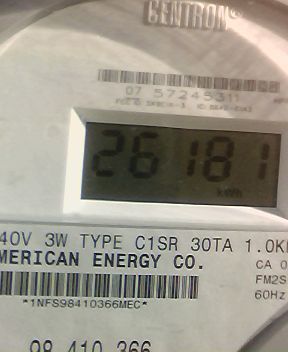 CENTRON®
07 57245311
26181
kWh
40V 3W TYPE C1SR 30TA 1.0K
MERICAN ENERGY CO.
CA 0
FM2S
60Hz
*1NFS98410366MEC*
98 410 366